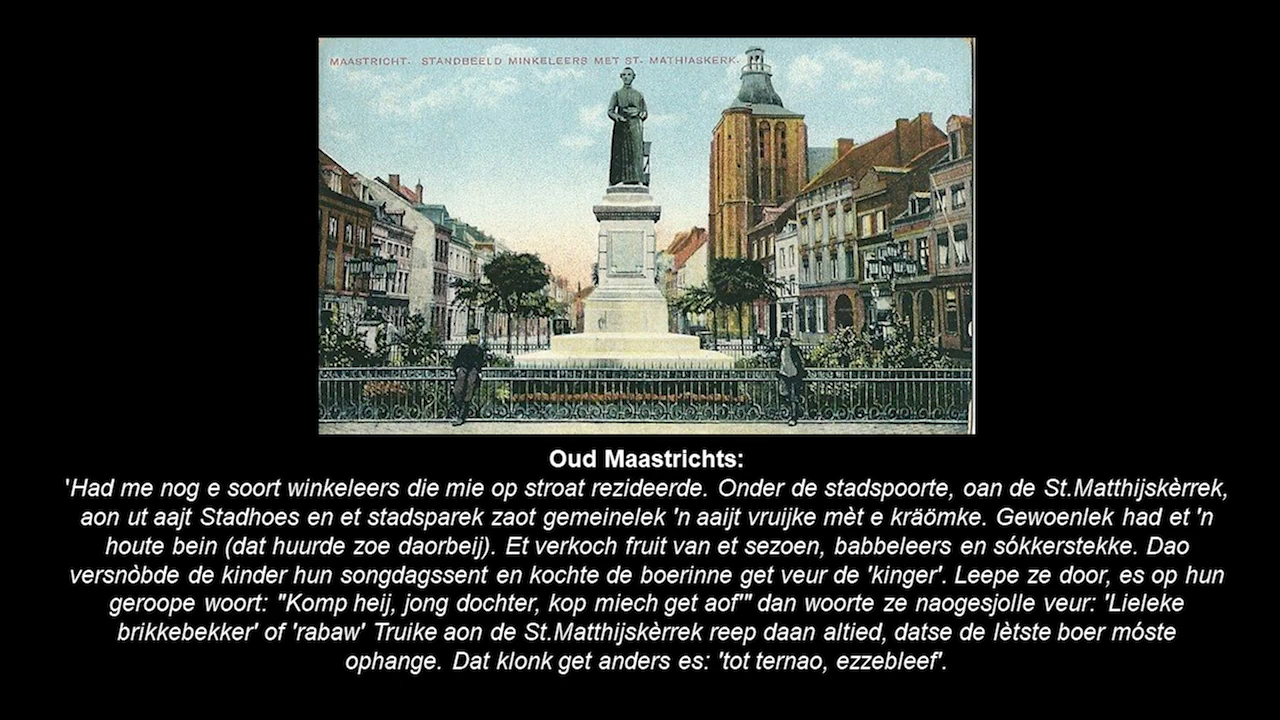 MAASTRICHT. STANDBEELD MINKELEERS MET ST. MATHIASKERK.
Oud Maastrichts:
'Had me nog e soort winkeleers die mie op stroat rezideerde. Onder de stadspoorte, oan de St.Matthijskèrrek,
aon ut aajt Stadhoes en et stadsparek zaot gemeinelek 'n aaijt vruijke mèt e kräömke. Gewoenlek had et 'n
houte bein (dat huurde zoe daorbeij). Et verkoch fruit van et sezoen, babbeleers en sókkerstekke. Dao
versnòbde de kinder hun songdagssent en kochte de boerinne get veur de 'kinger'. Leepe ze door, es op hun
geroope woort: "Komp heij, jong dochter, kop miech get aof'" dan woorte ze naogesjolle veur: 'Lieleke
brikkebekker' of 'rabaw' Truike aon de St.Matthijskèrrek reep daan altied, datse de lètste boer móste
ophange. Dat klonk get anders es: 'tot ternao, ezzebleef'.